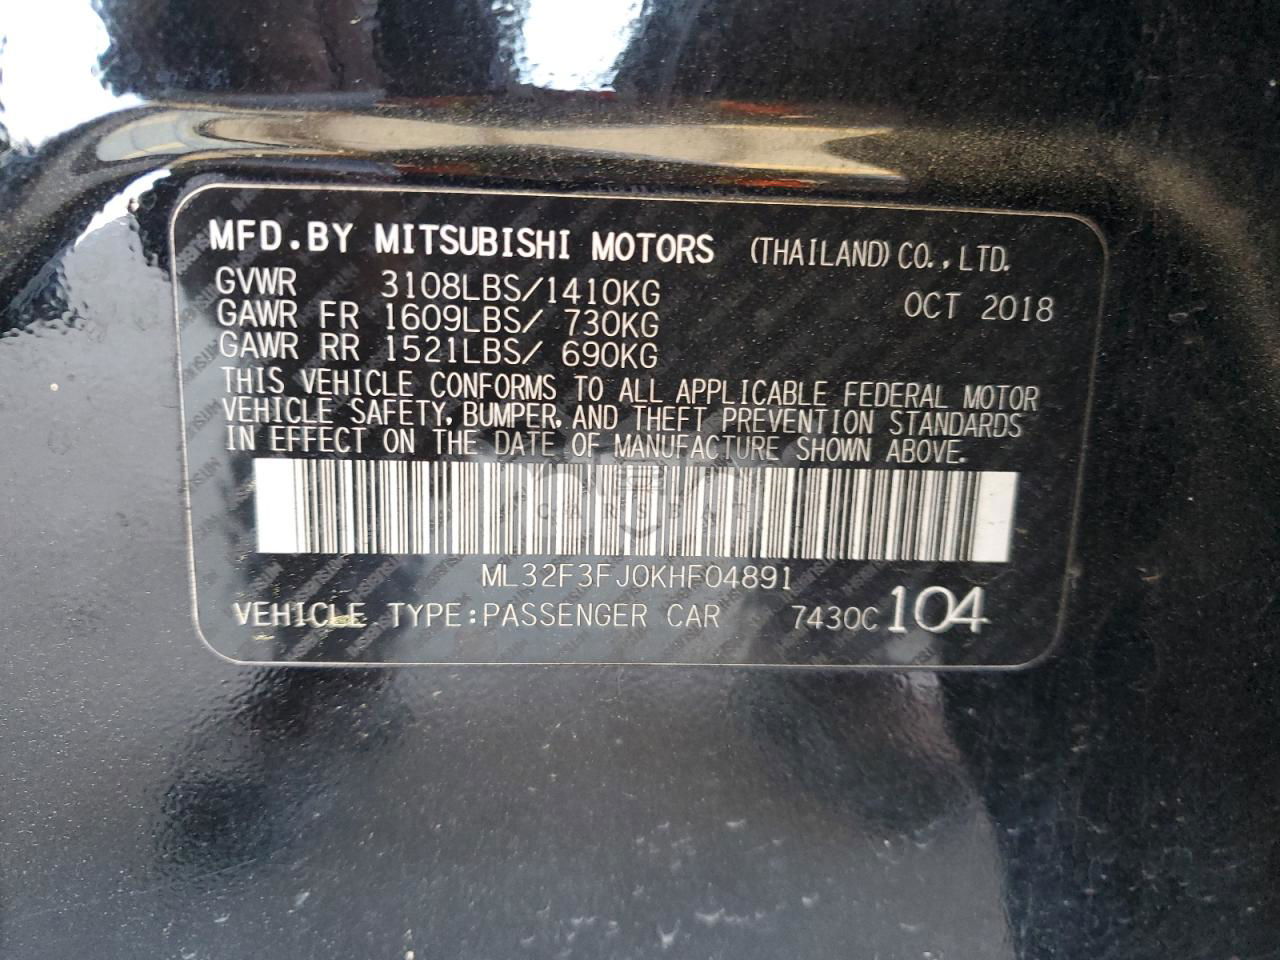 MFD.BY MITSUBISHI MOTORS (THAILAND) CO., LTD.
GVWR 3108LBS/1410KG OCT 2018
GAWR FR 1609LBS/ 730KG
GAWR RR 1521LBS/ 690KG
THIS VEHICLE CONFORMS TO ALL APPLICABLE FEDERAL MOTOR
VEHICLE SAFETY, BUMPER, AND THEFT PREVENTION STANDARDS
IN EFFECT ON THE DATE OF MANUFACTURE SHOWN ABOVE.
ML32F3FJ0KHF04891
VEHICLE TYPE:PASSENGER CAR 7430C 104